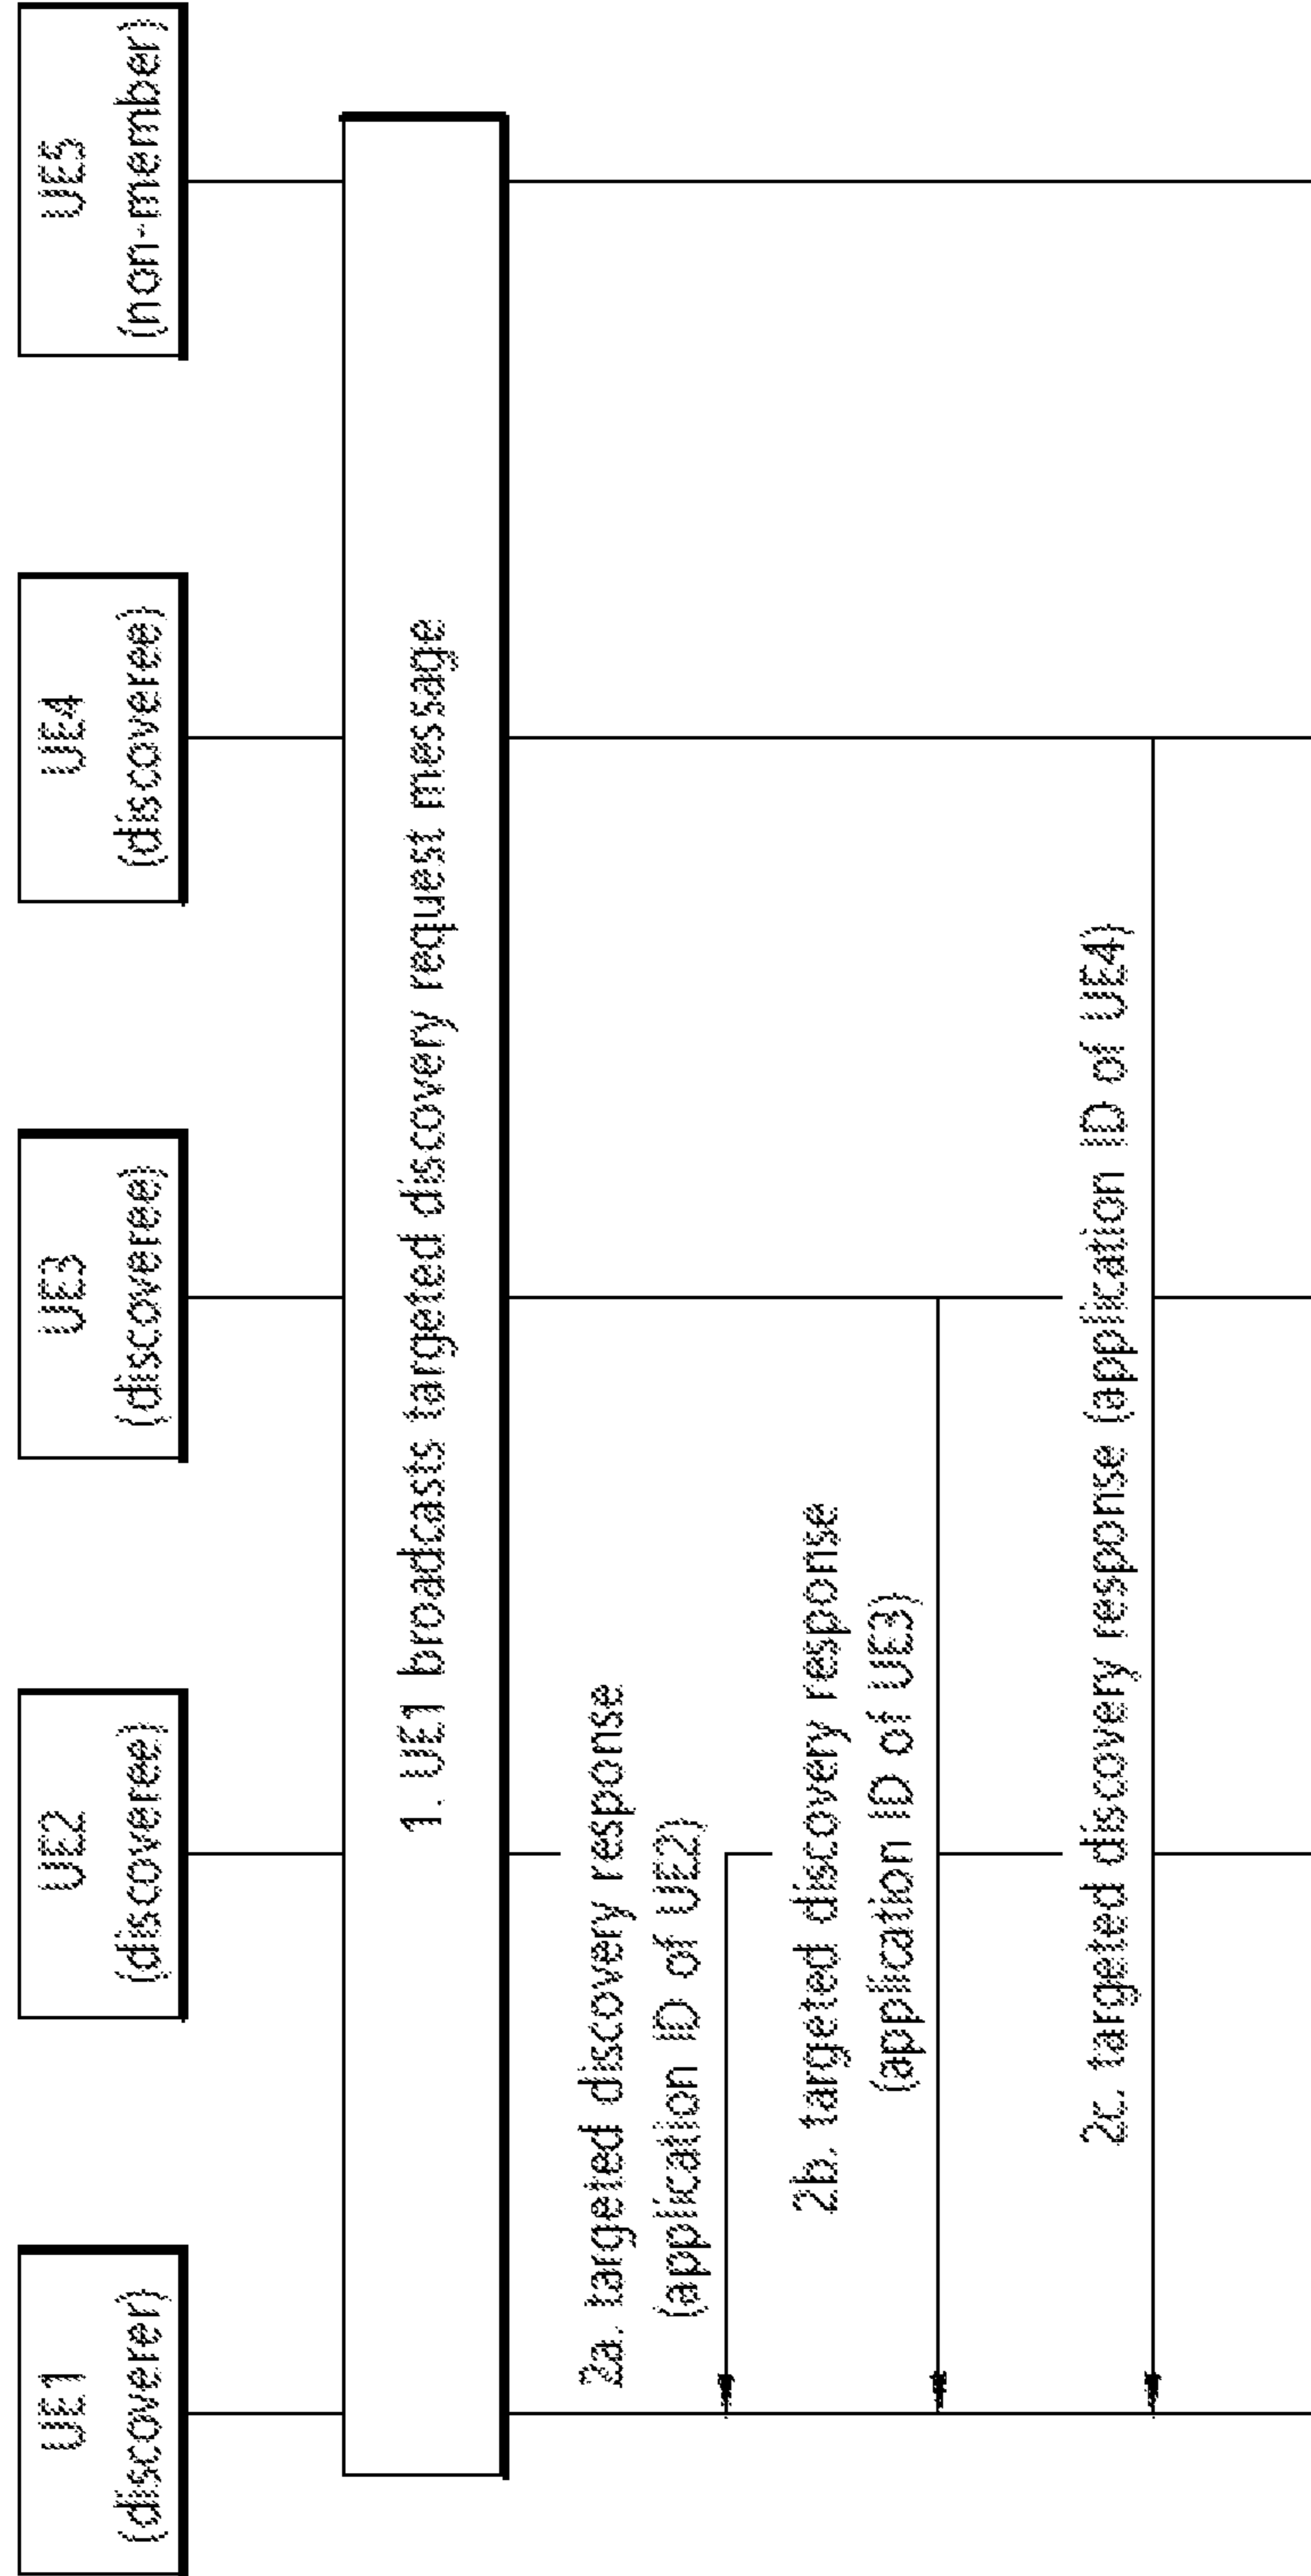 UE1
(discoverer)
UE2
(discoveree)
UE3
(discoveree)
UE4
(discoveree)
UE5
(non-member)
1. UE1 broadcasts targeted discovery request message
2a. targeted discovery response
(application ID of UE2)
2b. targeted discovery response
(application ID of UE3)
2c. targeted discovery response (application ID of UE4)